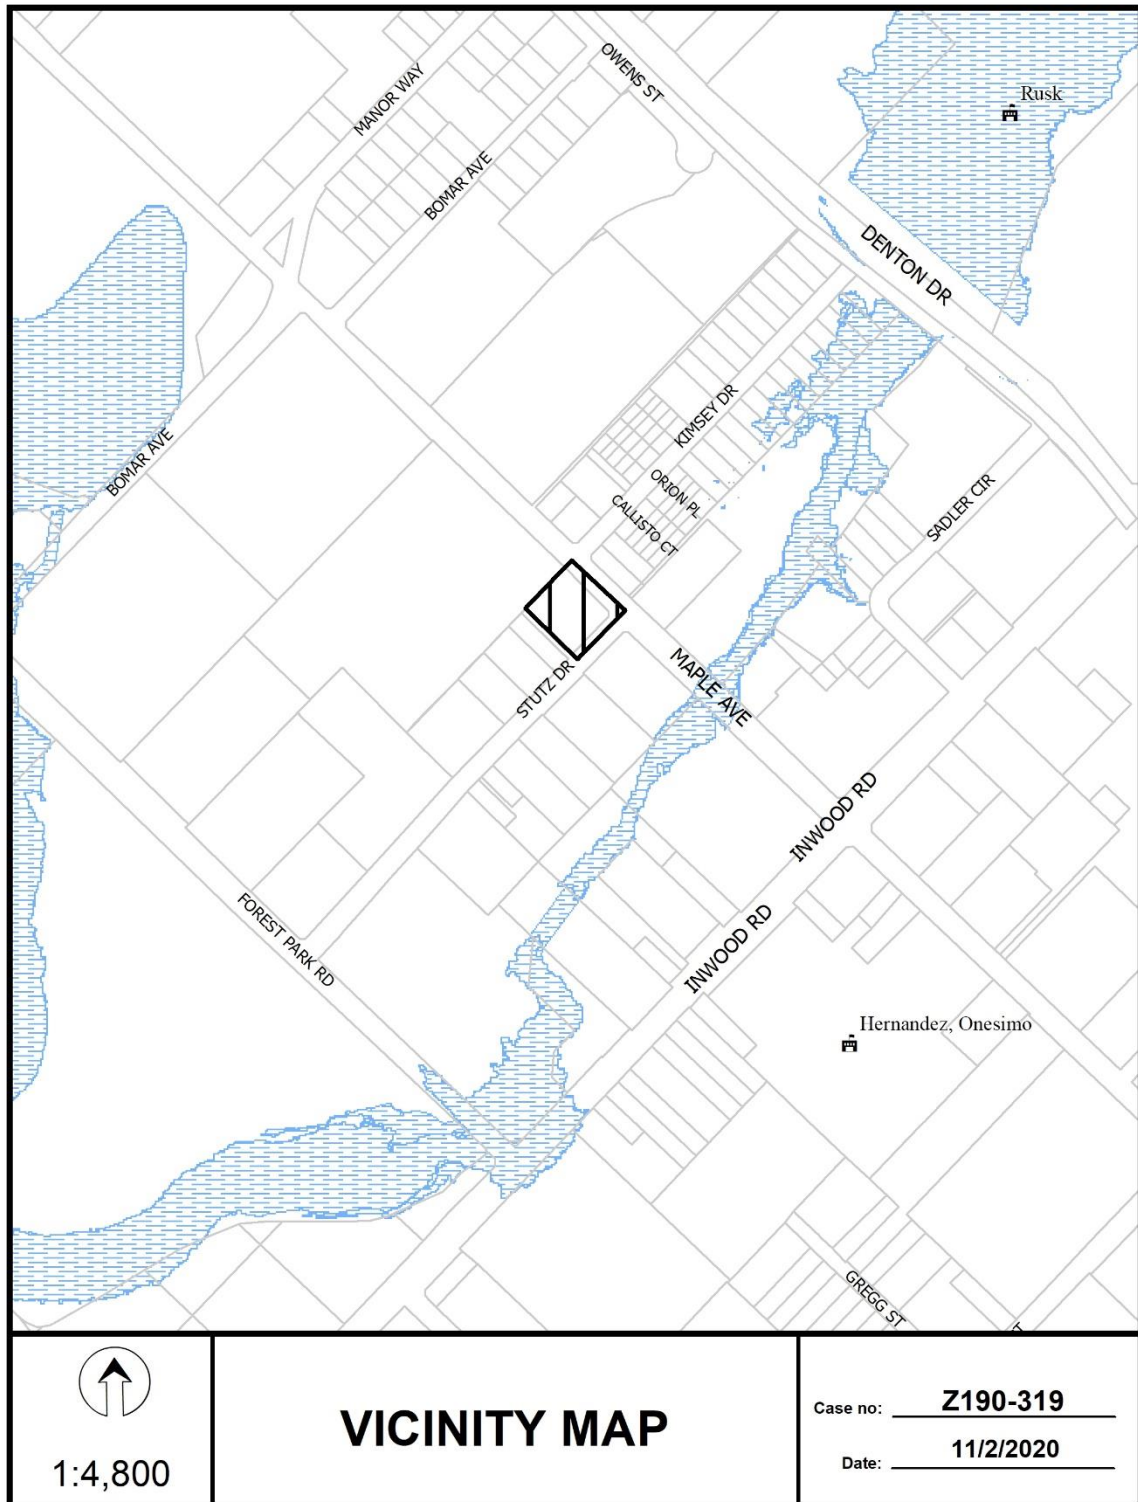 OWENS ST
Rusk
MANOR WAY
BOMAR AVE
DENTON DR
KIMSEY DR
BOMAR AVE
ORION PL
CALLISTO CT
SADLER CIR
STUTZ DR
MAPLE AVE
INWOOD RD
FOREST PARK RD
INWOOD RD
Hernandez, Onesimo
GREGG ST
1:4,800
VICINITY MAP
Case no: Z190-319
Date: 11/2/2020